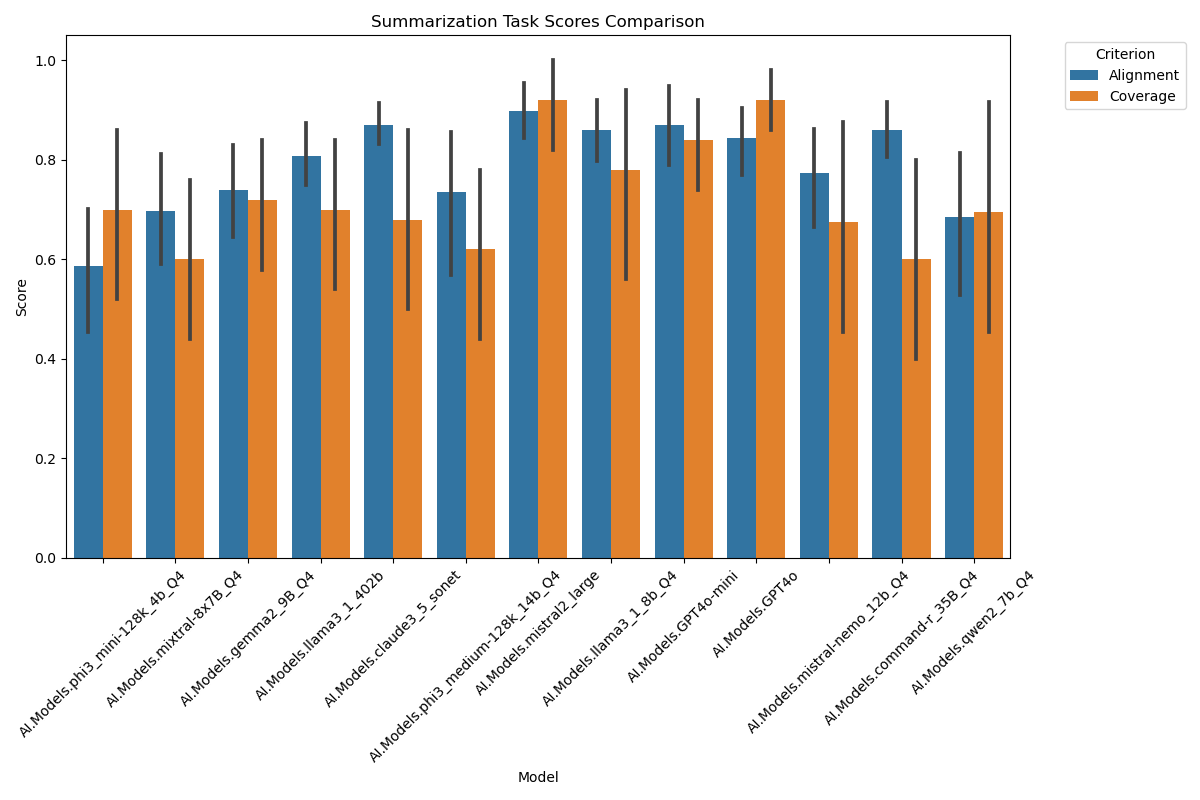 Summarization Task Scores Comparison
Criterion
Alignment
Coverage
Score
1.0
0.8
0.6
0.4
0.2
0.0
AI.Models.phi3_mini-128k_4b_Q4
AI.Models.mixtral-8x7B_Q4
AI.Models.gemma2_9B_Q4
AI.Models.llama3_1_402b
AI.Models.claude3_5_sonet
AI.Models.phi3_medium-128k_14b_Q4
AI.Models.mistral2_large
AI.Models.llama3_1_8b_Q4
AI.Models.GPT4o-mini
AI.Models.GPT4o
AI.Models.mistral-nemo_12b_Q4
AI.Models.command-r_35B_Q4
AI.Models.qwen2_7b_Q4
Model